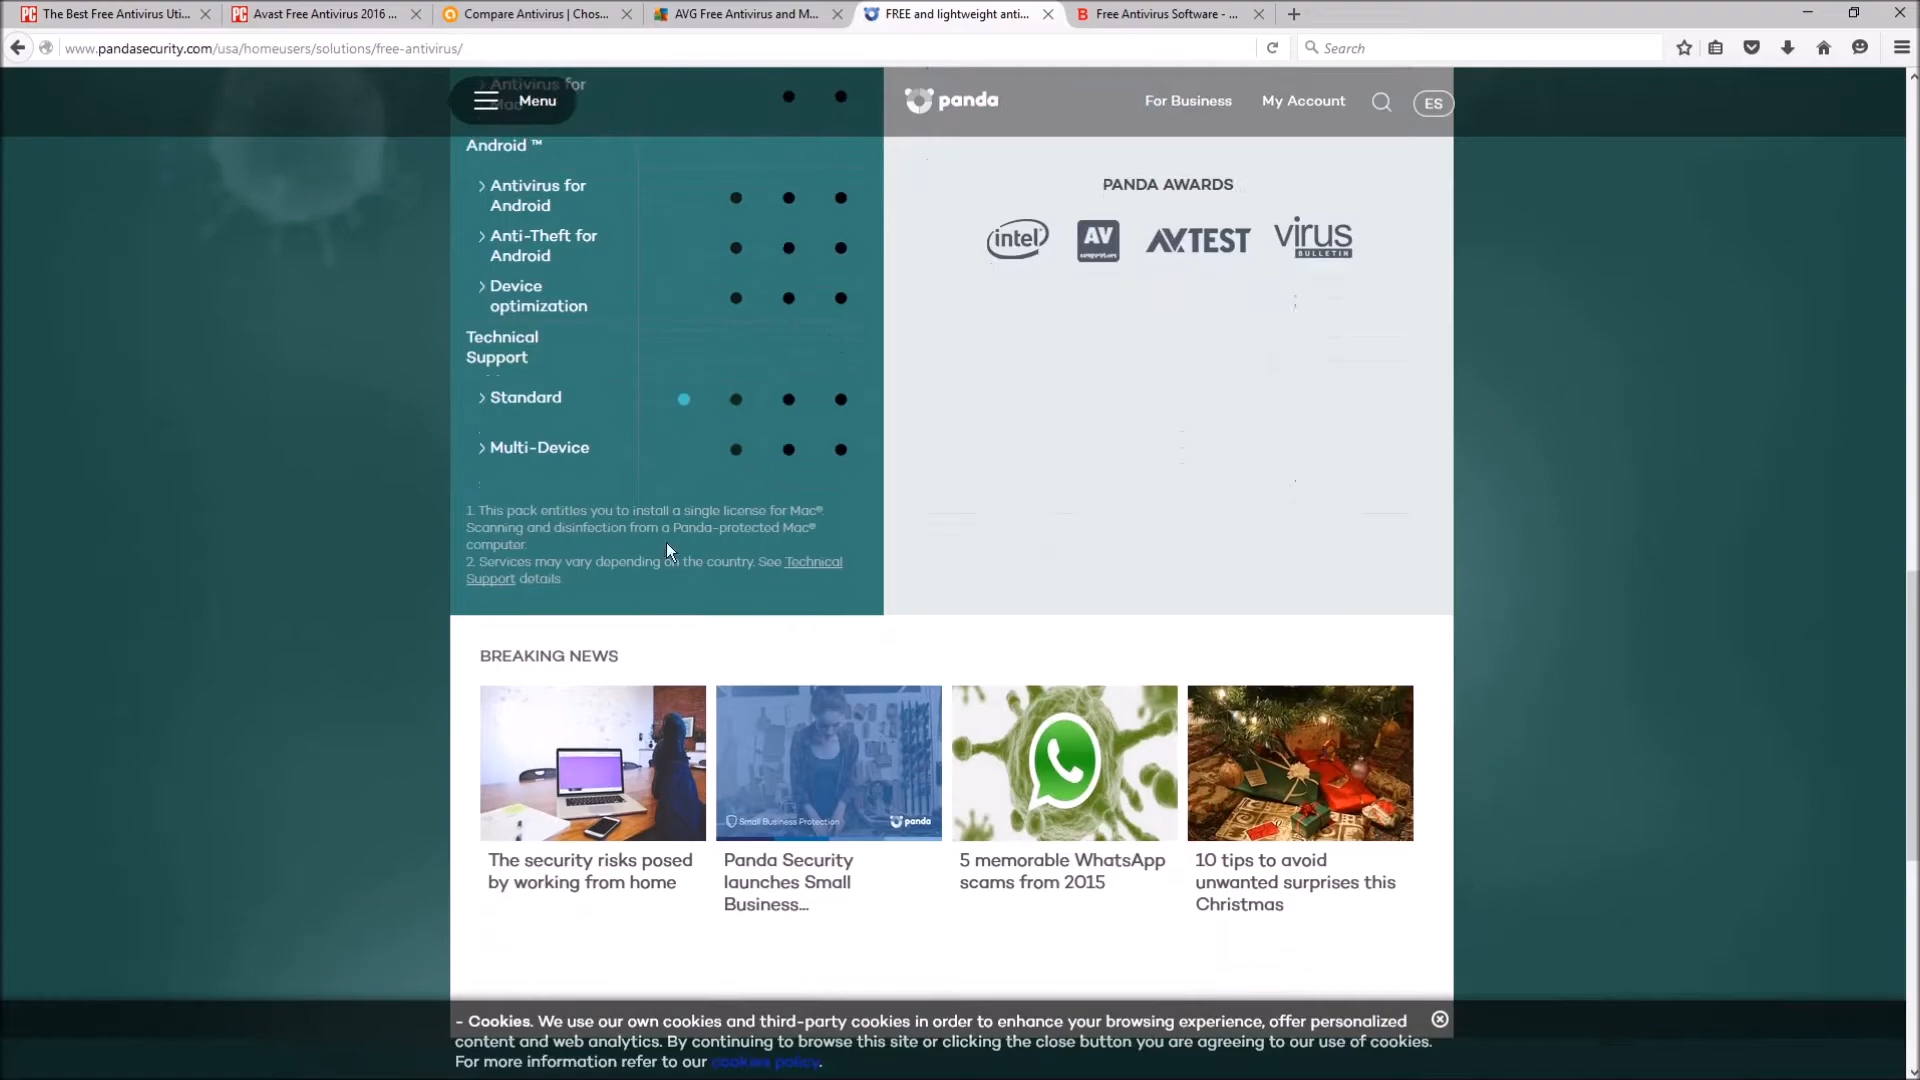 The Best Free Antivirus Uti...
Avast Free Antivirus 2016 ...
Compare Antivirus | Chos...
AVG Free Antivirus and M...
FREE and lightweight anti...
Free Antivirus Software - ...
www.pandasecurity.com/usa/homeusers/solutions/free-antivirus/
Search
Antivirus for
Mac
Menu
panda
For Business
My Account
ES
Android ™
Antivirus for
Android
Anti-Theft for
Android
Device
optimization
Technical
Support
Standard
Multi-Device
1. This pack entitles you to install a single license for Mac®.
Scanning and disinfection from a Panda-protected Mac®
computer.
2. Services may vary depending on the country. See Technical
Support details.
PANDA AWARDS
intel
AV
comparatives
AVTEST
VIRUS
BULLETIN
BREAKING NEWS
Small Business Protection
panda
The security risks posed
by working from home
Panda Security
launches Small
Business...
5 memorable WhatsApp
scams from 2015
10 tips to avoid
unwanted surprises this
Christmas
- Cookies. We use our own cookies and third-party cookies in order to enhance your browsing experience, offer personalized
content and web analytics. By continuing to browse this site or clicking the close button you are agreeing to our use of cookies.
For more information refer to our cookies policy.